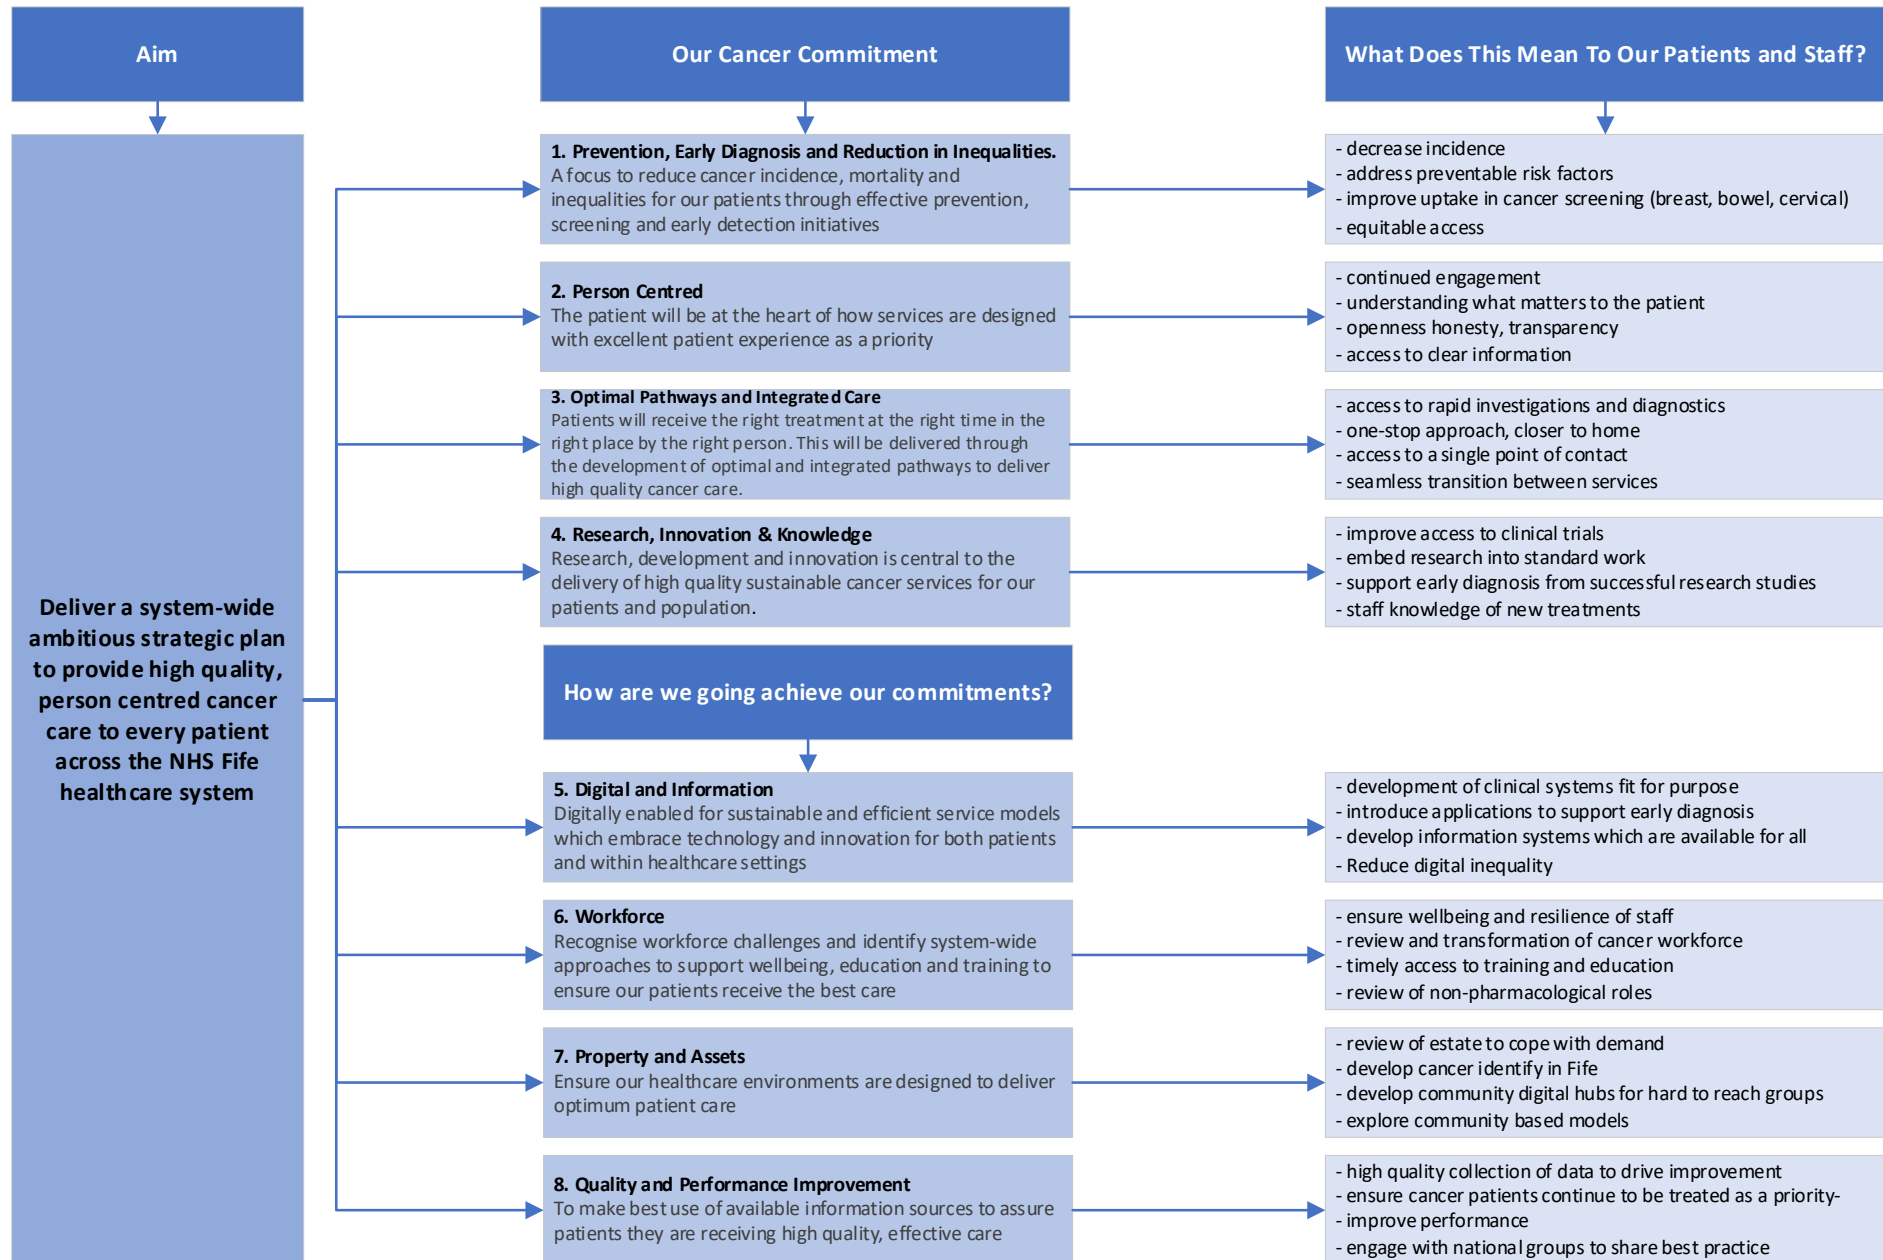 Aim
Deliver a system-wide
ambitious strategic plan
to provide high quality,
person centred cancer
care to every patient
across the NHS Fife
healthcare system
Our Cancer Commitment
What Does This Mean To Our Patients and Staff?
1. Prevention, Early Diagnosis and Reduction in Inequalities.
A focus to reduce cancer incidence, mortality and
inequalities for our patients through effective prevention,
screening and early detection initiatives
- decrease incidence
- address preventable risk factors
- improve uptake in cancer screening (breast, bowel, cervical)
- equitable access
2. Person Centred
The patient will be at the heart of how services are designed
with excellent patient experience as a priority
- continued engagement
- understanding what matters to the patient
- openness honesty, transparency
- access to clear information
3. Optimal Pathways and Integrated Care
Patients will receive the right treatment at the right time in the
right place by the right person. This will be delivered through
the development of optimal and integrated pathways to deliver
high quality cancer care.
- access to rapid investigations and diagnostics
- one-stop approach, closer to home
- access to a single point of contact
- seamless transition between services
4. Research, Innovation & Knowledge
Research, development and innovation is central to the
delivery of high quality sustainable cancer services for our
patients and population.
- improve access to clinical trials
- embed research into standard work
- support early diagnosis from successful research studies
- staff knowledge of new treatments
How are we going achieve our commitments?
5. Digital and Information
Digitally enabled for sustainable and efficient service models
which embrace technology and innovation for both patients
and within healthcare settings
- development of clinical systems fit for purpose
- introduce applications to support early diagnosis
- develop information systems which are available for all
- Reduce digital inequality
6. Workforce
Recognise workforce challenges and identify system-wide
approaches to support wellbeing, education and training to
ensure our patients receive the best care
- ensure wellbeing and resilience of staff
- review and transformation of cancer workforce
- timely access to training and education
- review of non-pharmacological roles
7. Property and Assets
Ensure our healthcare environments are designed to deliver
optimum patient care
- review of estate to cope with demand
- develop cancer identify in Fife
- develop community digital hubs for hard to reach groups
- explore community based models
8. Quality and Performance Improvement
To make best use of available information sources to assure
patients they are receiving high quality, effective care
- high quality collection of data to drive improvement
- ensure cancer patients continue to be treated as a priority-
- improve performance
- engage with national groups to share best practice